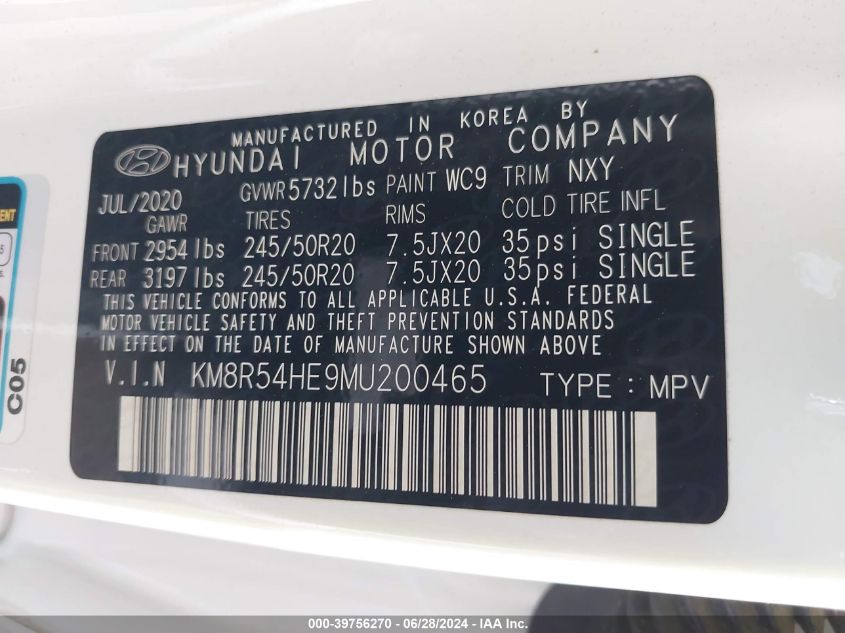 MANUFACTURED IN KOREA BY
HYUNDAI MOTOR COMPANY
JUL/2020 GVWR5732lbs PAINT WC9 TRIM NXY
GAWR TIRES RIMS COLD TIRE INFL
FRONT 2954lbs 245/50R20 7.5JX20 35psi SINGLE
REAR 3197lbs 245/50R20 7.5JX20 35psi SINGLE
THIS VEHICLE CONFORMS TO ALL APPLICABLE U.S.A. FEDERAL
MOTOR VEHICLE SAFETY AND THEFT PREVENTION STANDARDS
IN EFFECT ON THE DATE OF MANUFACTURE SHOWN ABOVE
V.I.N KM8R54HE9MU200465 TYPE : MPV
C05
000-39756270 - 06/28/2024 - IAA Inc.